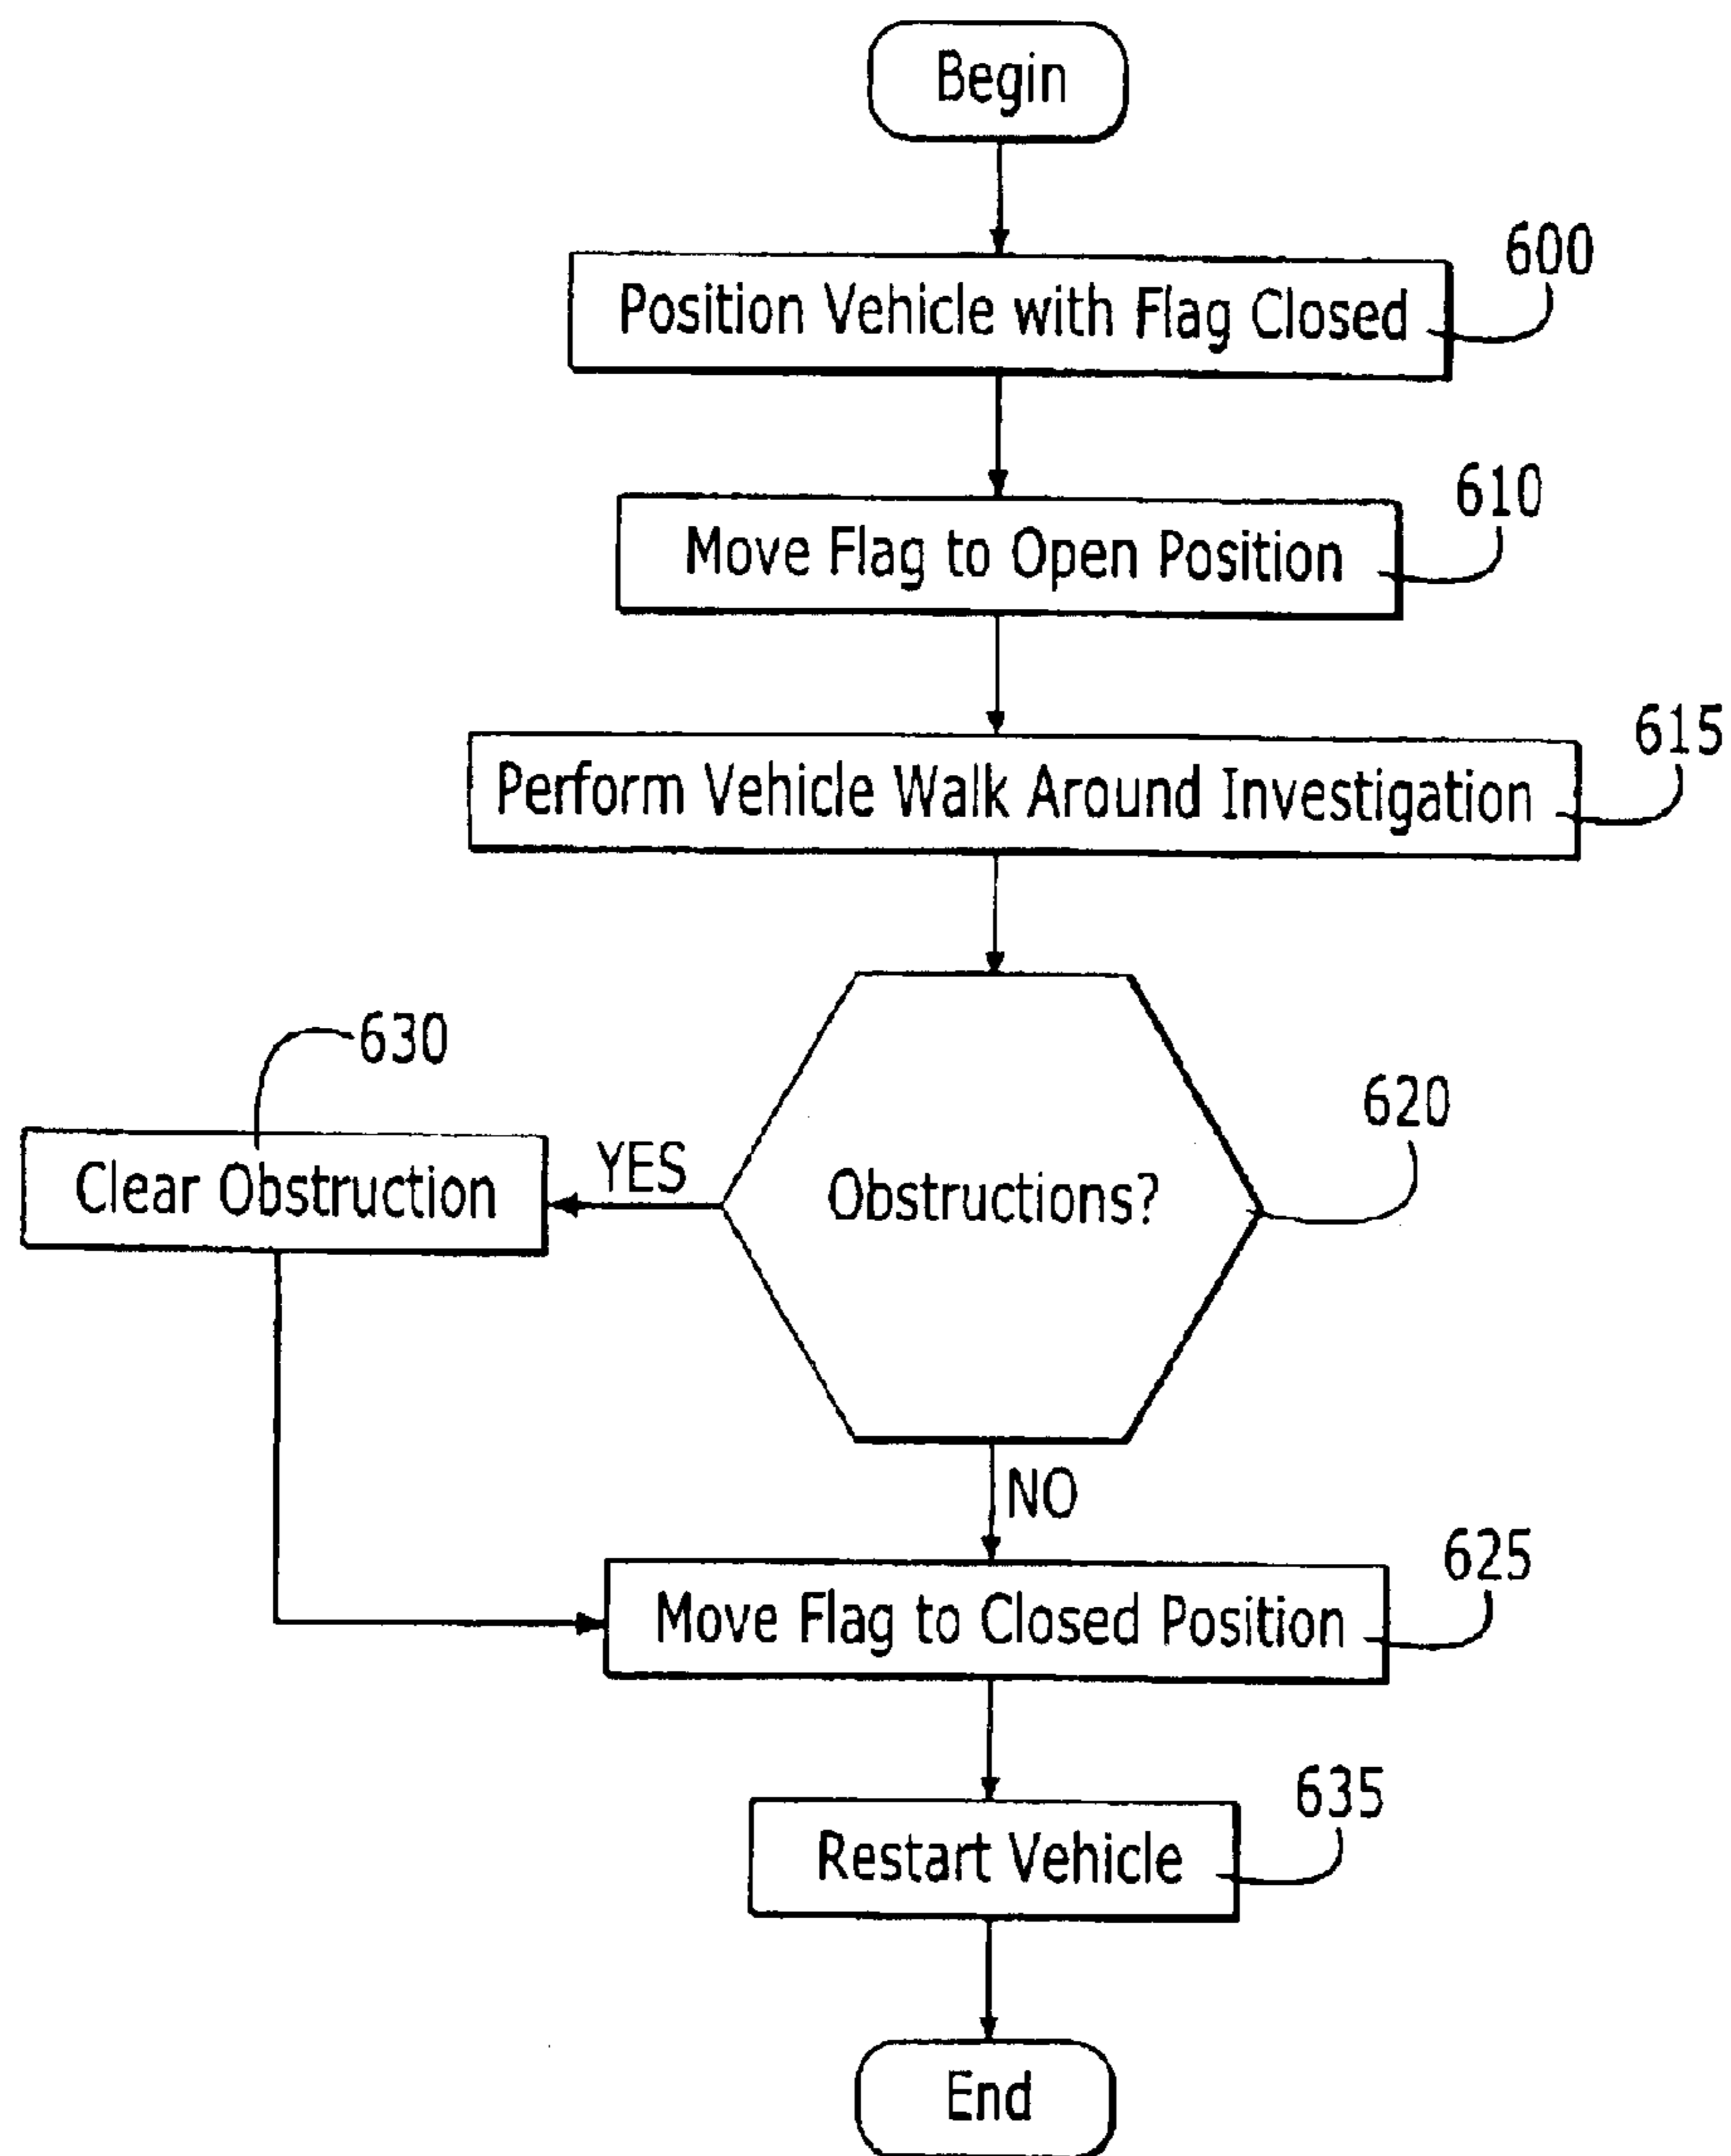 Begin
600
Position Vehicle with Flag Closed
610
Move Flag to Open Position
615
Perform Vehicle Walk Around Investigation
630
620
Clear Obstruction
YES
Obstructions?
NO
625
Move Flag to Closed Position
635
Restart Vehicle
End